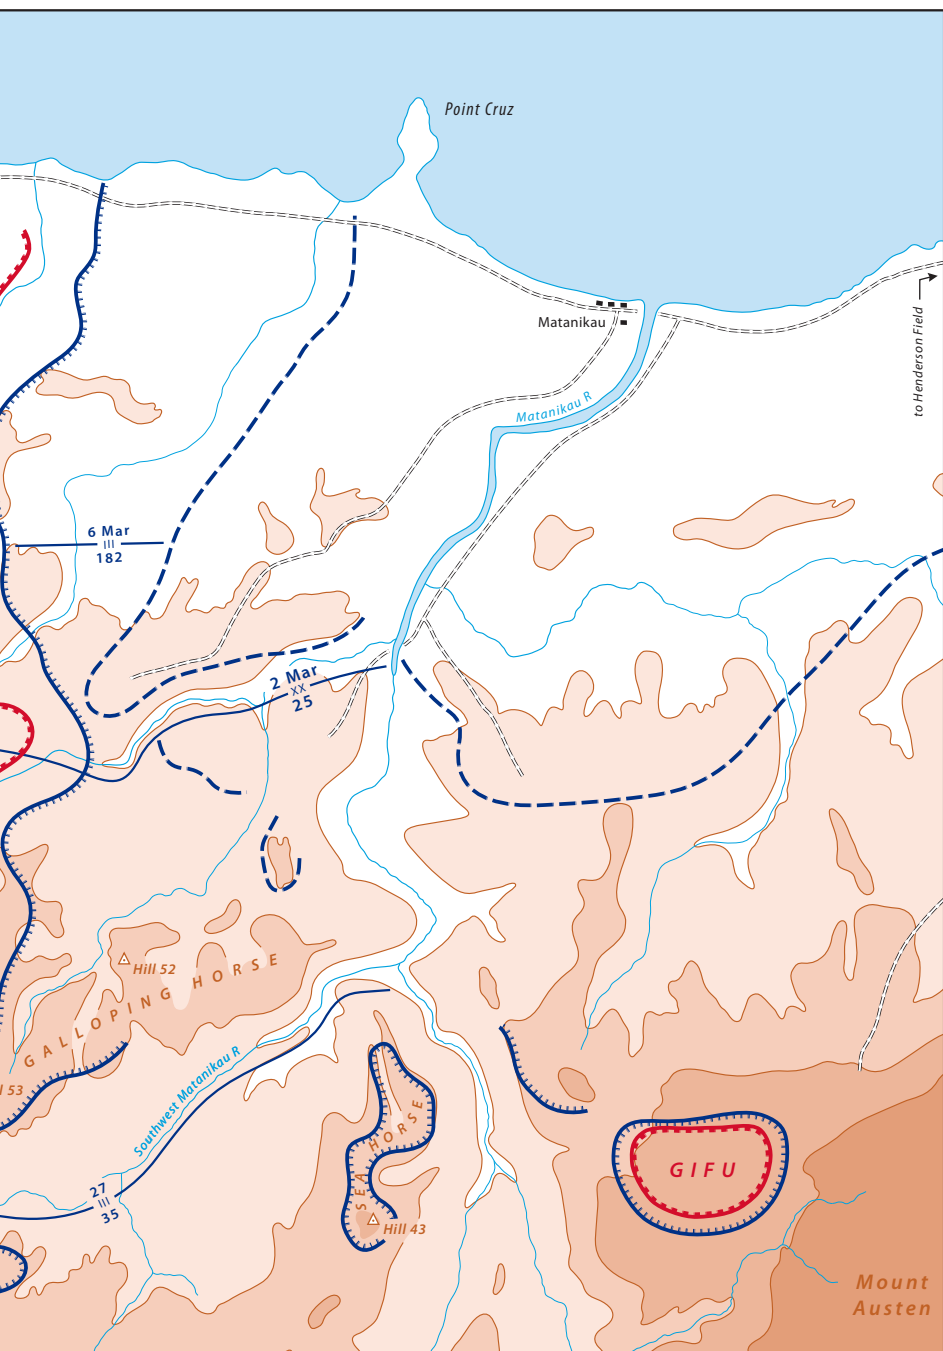 Point Cruz
to Henderson Field
Matanikau
Matanikau R
6 Mar
III
182
2 Mar
XX
25
Hill 52
GALLOPING HORSE
l 53
Southwest Matanikau R
SEA HORSE
Hill 43
GIFU
27
III
35
Mount
Austen